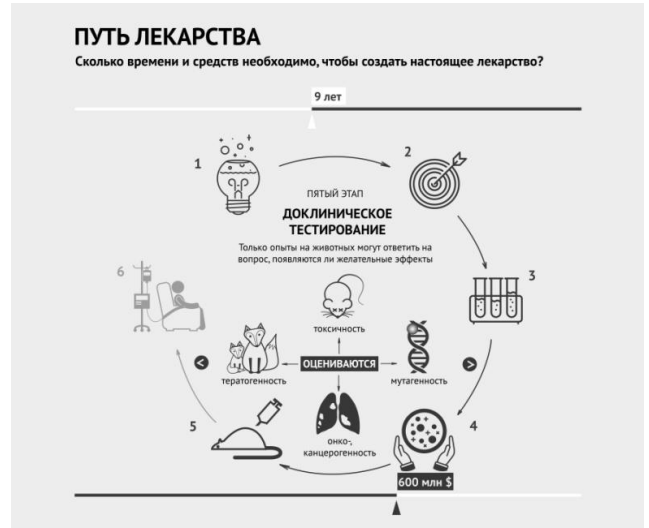 ПУТЬ ЛЕКАРСТВА
Сколько времени и средств необходимо, чтобы создать настоящее лекарство?
9 лет
1
2
ПЯТЫЙ ЭТАП
ДОКЛИНИЧЕСКОЕ
ТЕСТИРОВАНИЕ
Только опыты на животных могут ответить на
вопрос, появляются ли желательные эффекты
6
3
токсичность
<
ОЦЕНИВАЮТСЯ
>
тератогенность
мутагенность
5
4
онко-,
канцерогенность
600 млн $